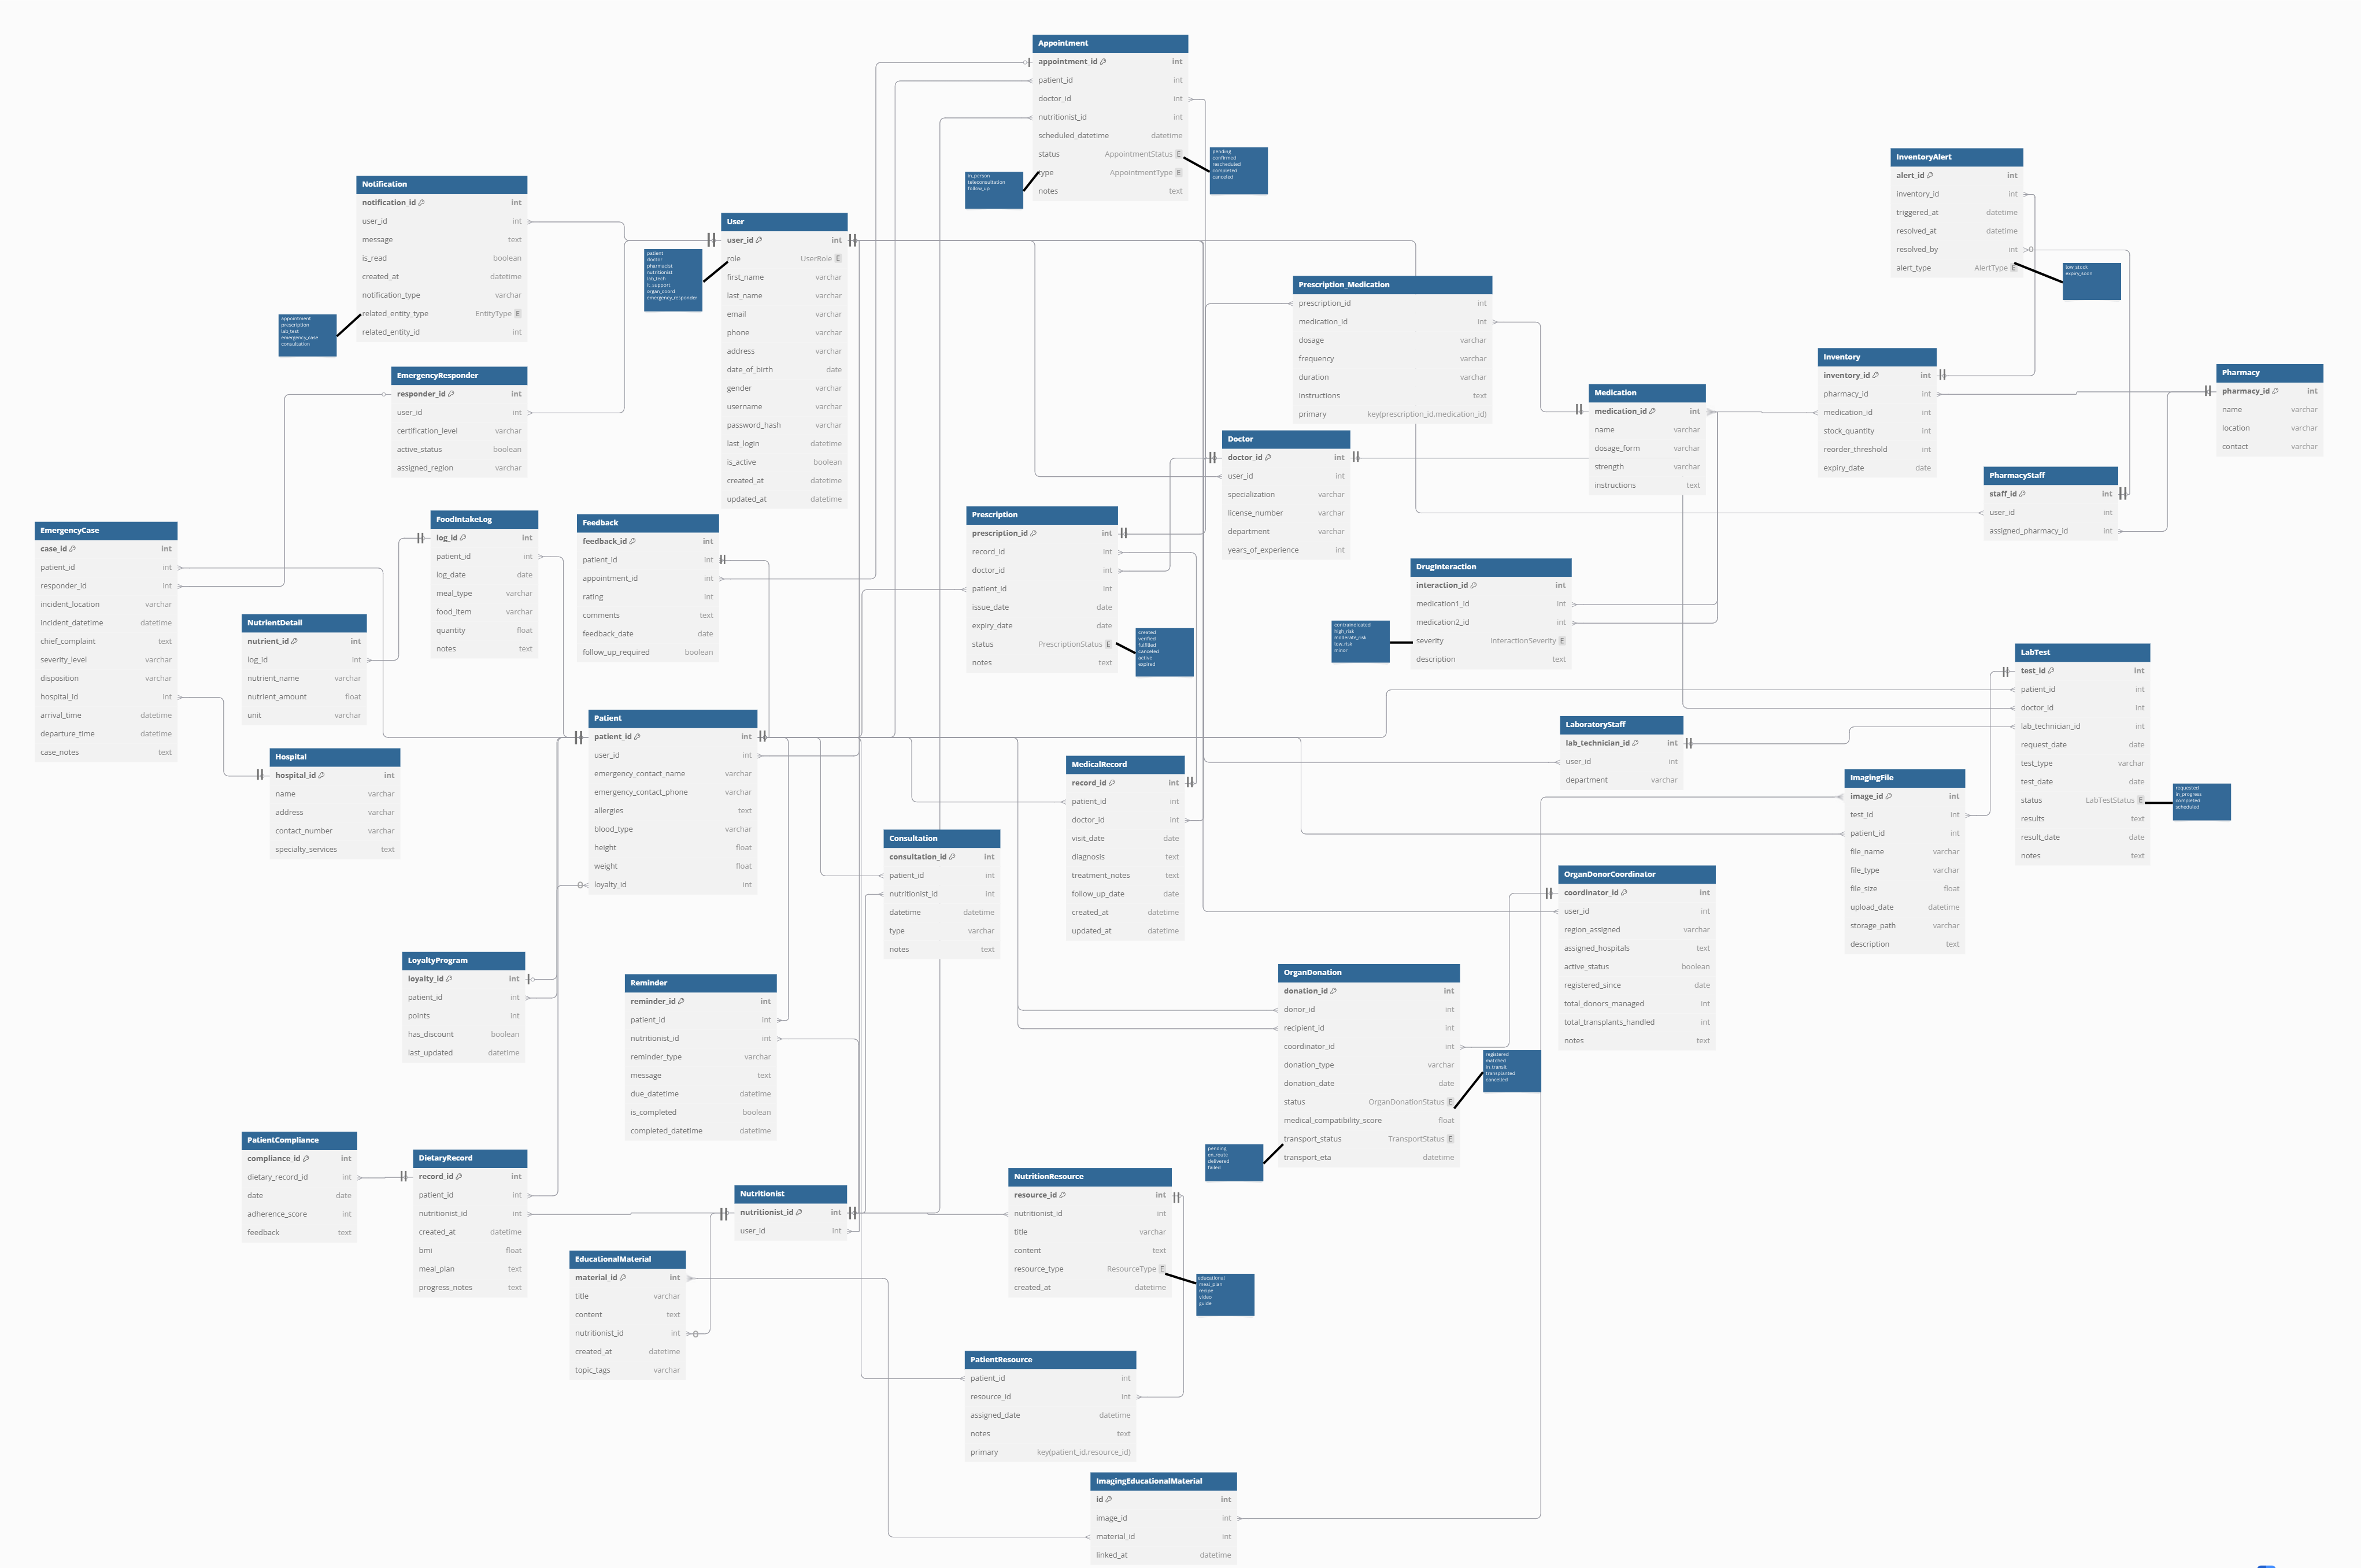 Appointment
appointment_id int
patient_id int
doctor_id int
nutritionist_id int
scheduled_datetime datetime
status AppointmentStatus E
type AppointmentType E
notes text
pending
confirmed
rescheduled
completed
canceled
in_person
teleconsultation
follow_up
InventoryAlert
alert_id int
inventory_id int
triggered_at datetime
resolved_at datetime
resolved_by int
alert_type AlertType E
low_stock
expiry_soon
Notification
notification_id int
user_id int
message text
is_read boolean
created_at datetime
notification_type varchar
related_entity_type EntityType E
related_entity_id int
appointment
prescription
lab_test
emergency_case
consultation
User
user_id int
role UserRole E
first_name varchar
last_name varchar
email varchar
phone varchar
address varchar
date_of_birth date
gender varchar
username varchar
password_hash varchar
last_login datetime
is_active boolean
created_at datetime
updated_at datetime
patient
doctor
pharmacist
nutritionist
lab_tech
it_support
organ_coord
emergency_responder
Prescription_Medication
prescription_id int
medication_id int
dosage varchar
frequency varchar
duration varchar
instructions text
primary key(prescription_id,medication_id)
Inventory
inventory_id int
pharmacy_id int
medication_id int
stock_quantity int
reorder_threshold int
expiry_date date
Pharmacy
pharmacy_id int
name varchar
location varchar
contact varchar
EmergencyResponder
responder_id int
user_id int
certification_level varchar
active_status boolean
assigned_region varchar
Medication
medication_id int
name varchar
dosage_form varchar
strength varchar
instructions text
Doctor
doctor_id int
user_id int
specialization varchar
license_number varchar
department varchar
years_of_experience int
PharmacyStaff
staff_id int
user_id int
assigned_pharmacy_id int
EmergencyCase
case_id int
patient_id int
responder_id int
incident_location varchar
incident_datetime datetime
chief_complaint text
severity_level varchar
disposition varchar
hospital_id int
arrival_time datetime
departure_time datetime
case_notes text
FoodIntakeLog
log_id int
patient_id int
log_date date
meal_type varchar
food_item varchar
quantity float
notes text
Feedback
feedback_id int
patient_id int
appointment_id int
rating int
comments text
feedback_date date
follow_up_required boolean
Prescription
prescription_id int
record_id int
doctor_id int
patient_id int
issue_date date
expiry_date date
status PrescriptionStatus E
notes text
created
verified
fulfilled
canceled
active
expired
DrugInteraction
interaction_id int
medication1_id int
medication2_id int
severity InteractionSeverity E
description text
contraindicated
high_risk
moderate_risk
low_risk
minor
NutrientDetail
nutrient_id int
log_id int
nutrient_name varchar
nutrient_amount float
unit varchar
LabTest
test_id int
patient_id int
doctor_id int
lab_technician_id int
request_date date
test_type varchar
test_date date
status LabTestStatus E
results text
result_date date
notes text
requested
in_progress
completed
scheduled
Patient
patient_id int
user_id int
emergency_contact_name varchar
emergency_contact_phone varchar
allergies text
blood_type varchar
height float
weight float
loyalty_id int
LaboratoryStaff
lab_technician_id int
user_id int
department varchar
Hospital
hospital_id int
name varchar
address varchar
contact_number varchar
specialty_services text
MedicalRecord
record_id int
patient_id int
doctor_id int
visit_date date
diagnosis text
treatment_notes text
follow_up_date date
created_at datetime
updated_at datetime
ImagingFile
image_id int
test_id int
patient_id int
file_name varchar
file_type varchar
file_size float
upload_date datetime
storage_path varchar
description text
Consultation
consultation_id int
patient_id int
nutritionist_id int
datetime datetime
type varchar
notes text
OrganDonorCoordinator
coordinator_id int
user_id int
region_assigned varchar
assigned_hospitals text
active_status boolean
registered_since date
total_donors_managed int
total_transplants_handled int
notes text
LoyaltyProgram
loyalty_id int
patient_id int
points int
has_discount boolean
last_updated datetime
Reminder
reminder_id int
patient_id int
nutritionist_id int
reminder_type varchar
message text
due_datetime datetime
is_completed boolean
completed_datetime datetime
OrganDonation
donation_id int
donor_id int
recipient_id int
coordinator_id int
donation_type varchar
donation_date date
status OrganDonationStatus E
medical_compatibility_score float
transport_status TransportStatus E
transport_eta datetime
registered
matched
in_transit
transplanted
cancelled
pending
en_route
delivered
failed
PatientCompliance
compliance_id int
dietary_record_id int
date date
adherence_score int
feedback text
DietaryRecord
record_id int
patient_id int
nutritionist_id int
created_at datetime
bmi float
meal_plan text
progress_notes text
Nutritionist
nutritionist_id int
user_id int
NutritionResource
resource_id int
nutritionist_id int
title varchar
content text
resource_type ResourceType E
created_at datetime
educational
meal_plan
recipe
video
guide
EducationalMaterial
material_id int
title varchar
content text
nutritionist_id int
created_at datetime
topic_tags varchar
PatientResource
patient_id int
resource_id int
assigned_date datetime
notes text
primary key(patient_id,resource_id)
ImagingEducationalMaterial
id int
image_id int
material_id int
linked_at datetime